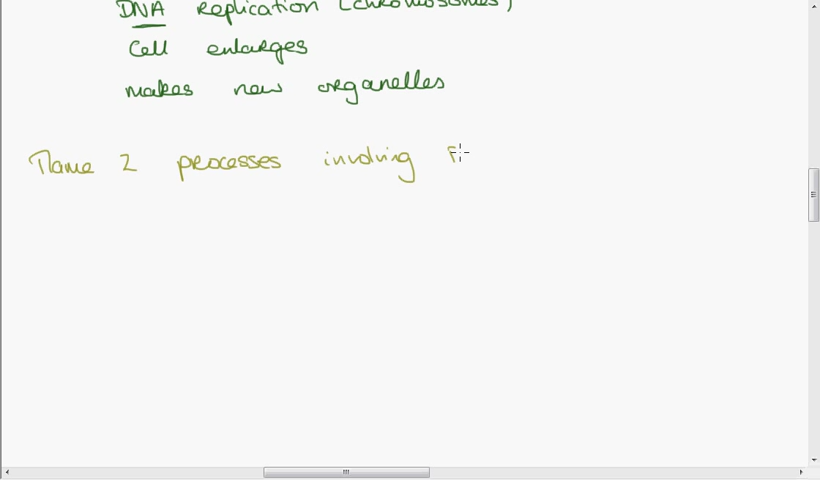 DNA Replication (chromosomes)
Cell enlarges
makes new organelles
Name 2 processes involving